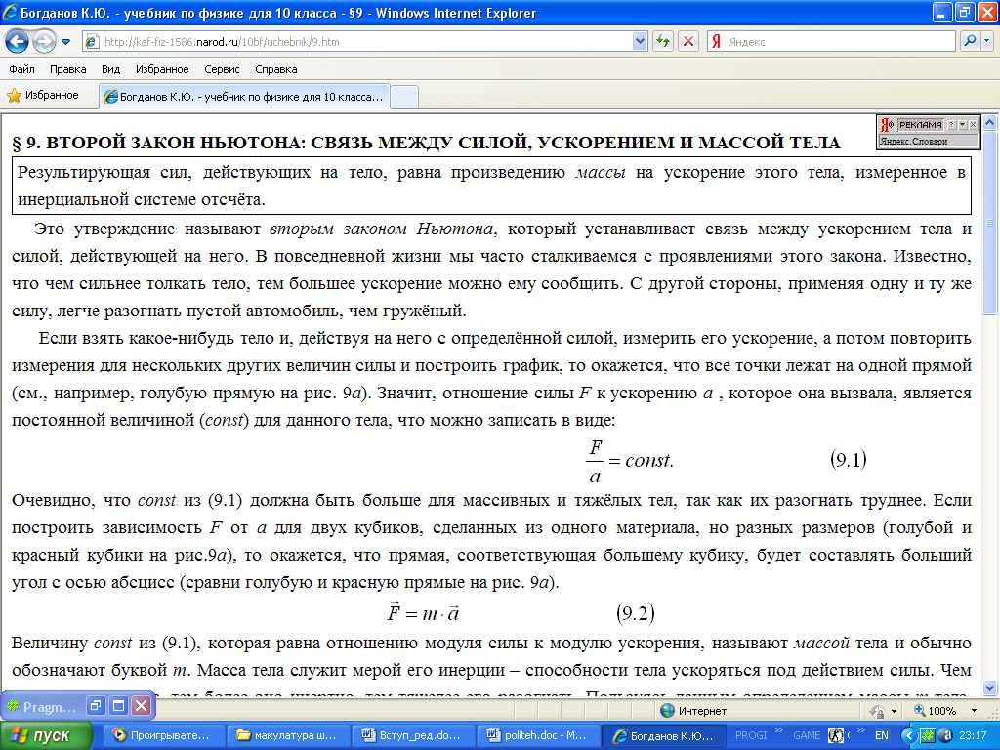 Богданов К.Ю. - учебник по физике для 10 класса - §9 - Windows Internet Explorer
http://kaf-fiz-1586.narod.ru/10bf/uchebnik/9.htm
Яндекс
Файл Правка Вид Избранное Сервис Справка
Избранное Богданов К.Ю. - учебник по физике для 10 класса...
Я)) РЕКЛАМА
Яндекс.Словари
§ 9. ВТОРОЙ ЗАКОН НЬЮТОНА: СВЯЗЬ МЕЖДУ СИЛОЙ, УСКОРЕНИЕМ И МАССОЙ ТЕЛА
Результирующая сил, действующих на тело, равна произведению массы на ускорение этого тела, измеренное в
инерциальной системе отсчёта.
Это утверждение называют вторым законом Ньютона, который устанавливает связь между ускорением тела и
силой, действующей на него. В повседневной жизни мы часто сталкиваемся с проявлениями этого закона. Известно,
что чем сильнее толкать тело, тем большее ускорение можно ему сообщить. С другой стороны, применяя одну и ту же
силу, легче разогнать пустой автомобиль, чем гружёный.
Если взять какое-нибудь тело и, действуя на него с определённой силой, измерить его ускорение, а потом повторить
измерения для нескольких других величин силы и построить график, то окажется, что все точки лежат на одной прямой
(см., например, голубую прямую на рис. 9а). Значит, отношение силы F к ускорению a , которое она вызвала, является
постоянной величиной (const) для данного тела, что можно записать в виде:
F/a = const. (9.1)
Очевидно, что const из (9.1) должна быть больше для массивных и тяжёлых тел, так как их разогнать труднее. Если
построить зависимость F от a для двух кубиков, сделанных из одного материала, но разных размеров (голубой и
красный кубики на рис.9а), то окажется, что прямая, соответствующая большему кубику, будет составлять больший
угол с осью абсцисс (сравни голубую и красную прямые на рис. 9а).
F⃗ = m · a⃗ (9.2)
Величину const из (9.1), которая равна отношению модуля силы к модулю ускорения, называют массой тела и обычно
обозначают буквой m. Масса тела служит мерой его инерции – способности тела ускоряться под действием силы. Чем
Pragm...
Интернет 100%
пуск Проигрывате... макулатура ш... Вступ_ред.do... politeh.doc - M... Богданов К.Ю... PROGI » GAME » EN 23:17